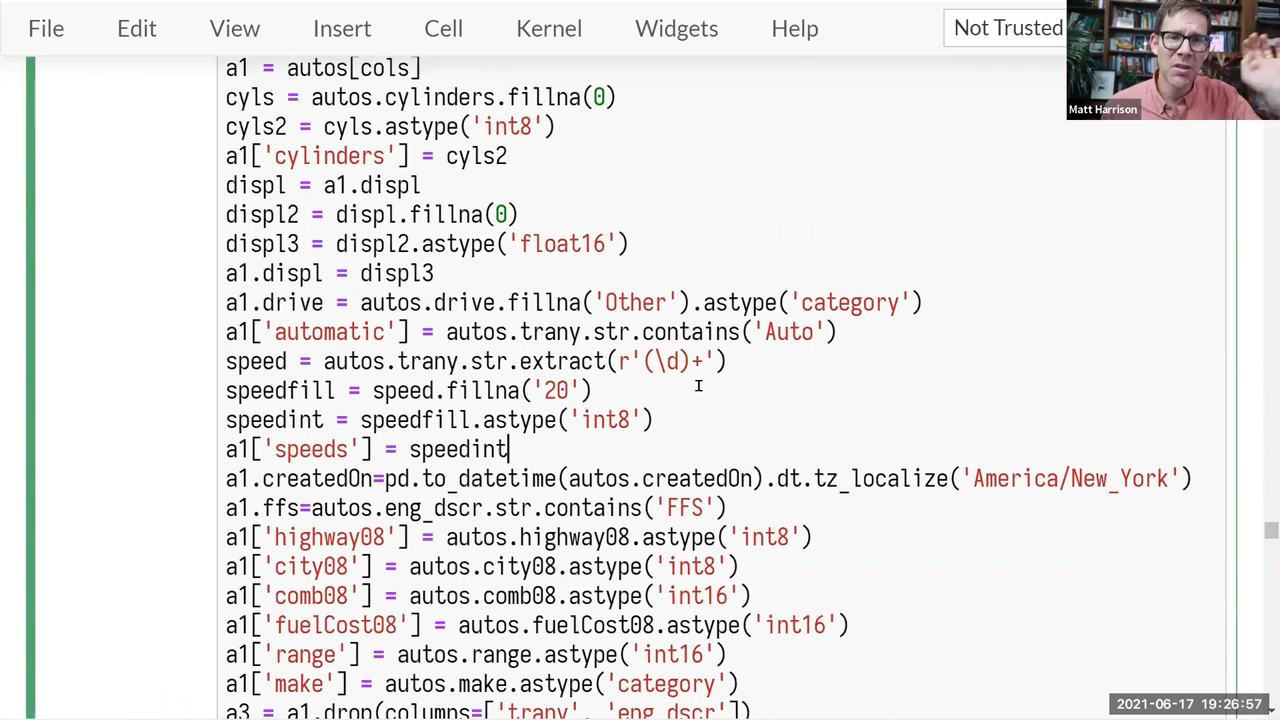 File Edit View Insert Cell Kernel Widgets Help Not Trusted
Matt Harrison
a1 = autos[cols]
cyls = autos.cylinders.fillna(0)
cyls2 = cyls.astype('int8')
a1['cylinders'] = cyls2
displ = a1.displ
displ2 = displ.fillna(0)
displ3 = displ2.astype('float16')
a1.displ = displ3
a1.drive = autos.drive.fillna('Other').astype('category')
a1['automatic'] = autos.trany.str.contains('Auto')
speed = autos.trany.str.extract(r'(\d)+')
speedfill = speed.fillna('20')
speedint = speedfill.astype('int8')
a1['speeds'] = speedint
a1.createdOn=pd.to_datetime(autos.createdOn).dt.tz_localize('America/New_York')
a1.ffs=autos.eng_dscr.str.contains('FFS')
a1['highway08'] = autos.highway08.astype('int8')
a1['city08'] = autos.city08.astype('int8')
a1['comb08'] = autos.comb08.astype('int16')
a1['fuelCost08'] = autos.fuelCost08.astype('int16')
a1['range'] = autos.range.astype('int16')
a1['make'] = autos.make.astype('category')
a3 = a1.drop(columns=['trany', 'eng_dscr'])
2021-06-17 19:26:57